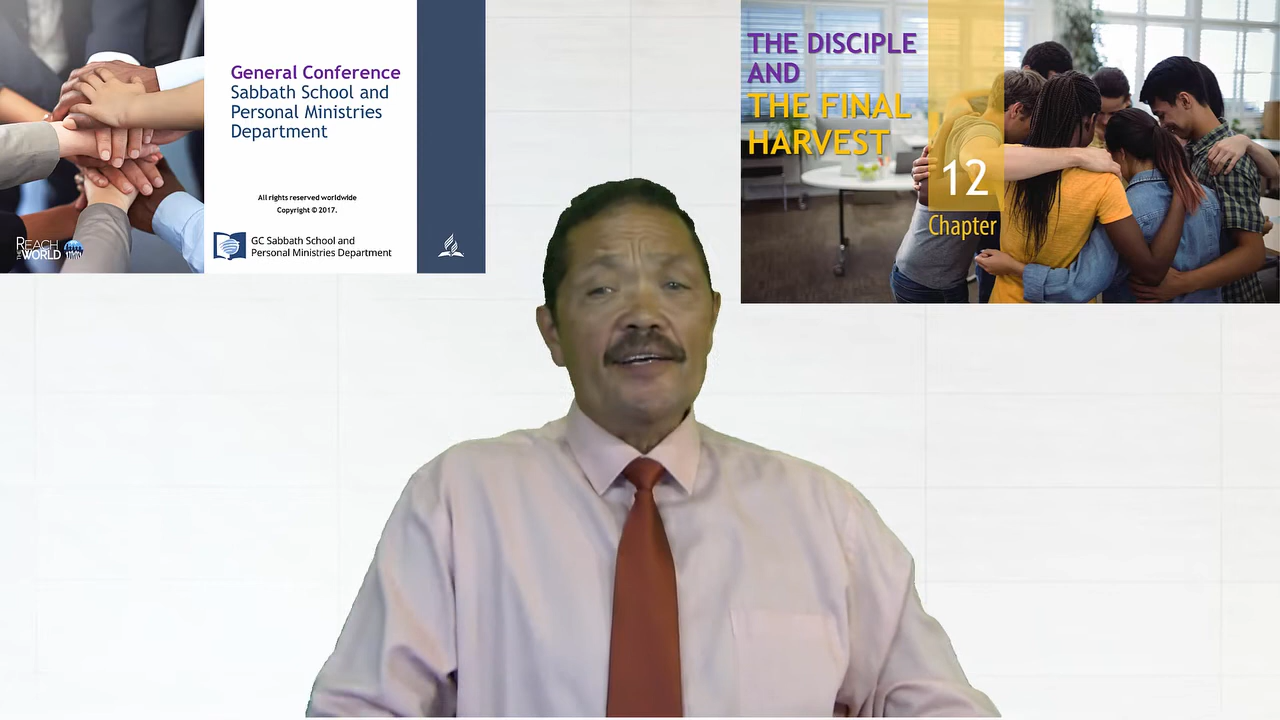 General Conference
Sabbath School and
Personal Ministries
Department
All rights reserved worldwide
Copyright © 2017.
REACH
THE WORLD
GC Sabbath School and
Personal Ministries Department
THE DISCIPLE
AND
THE FINAL
HARVEST
12
Chapter